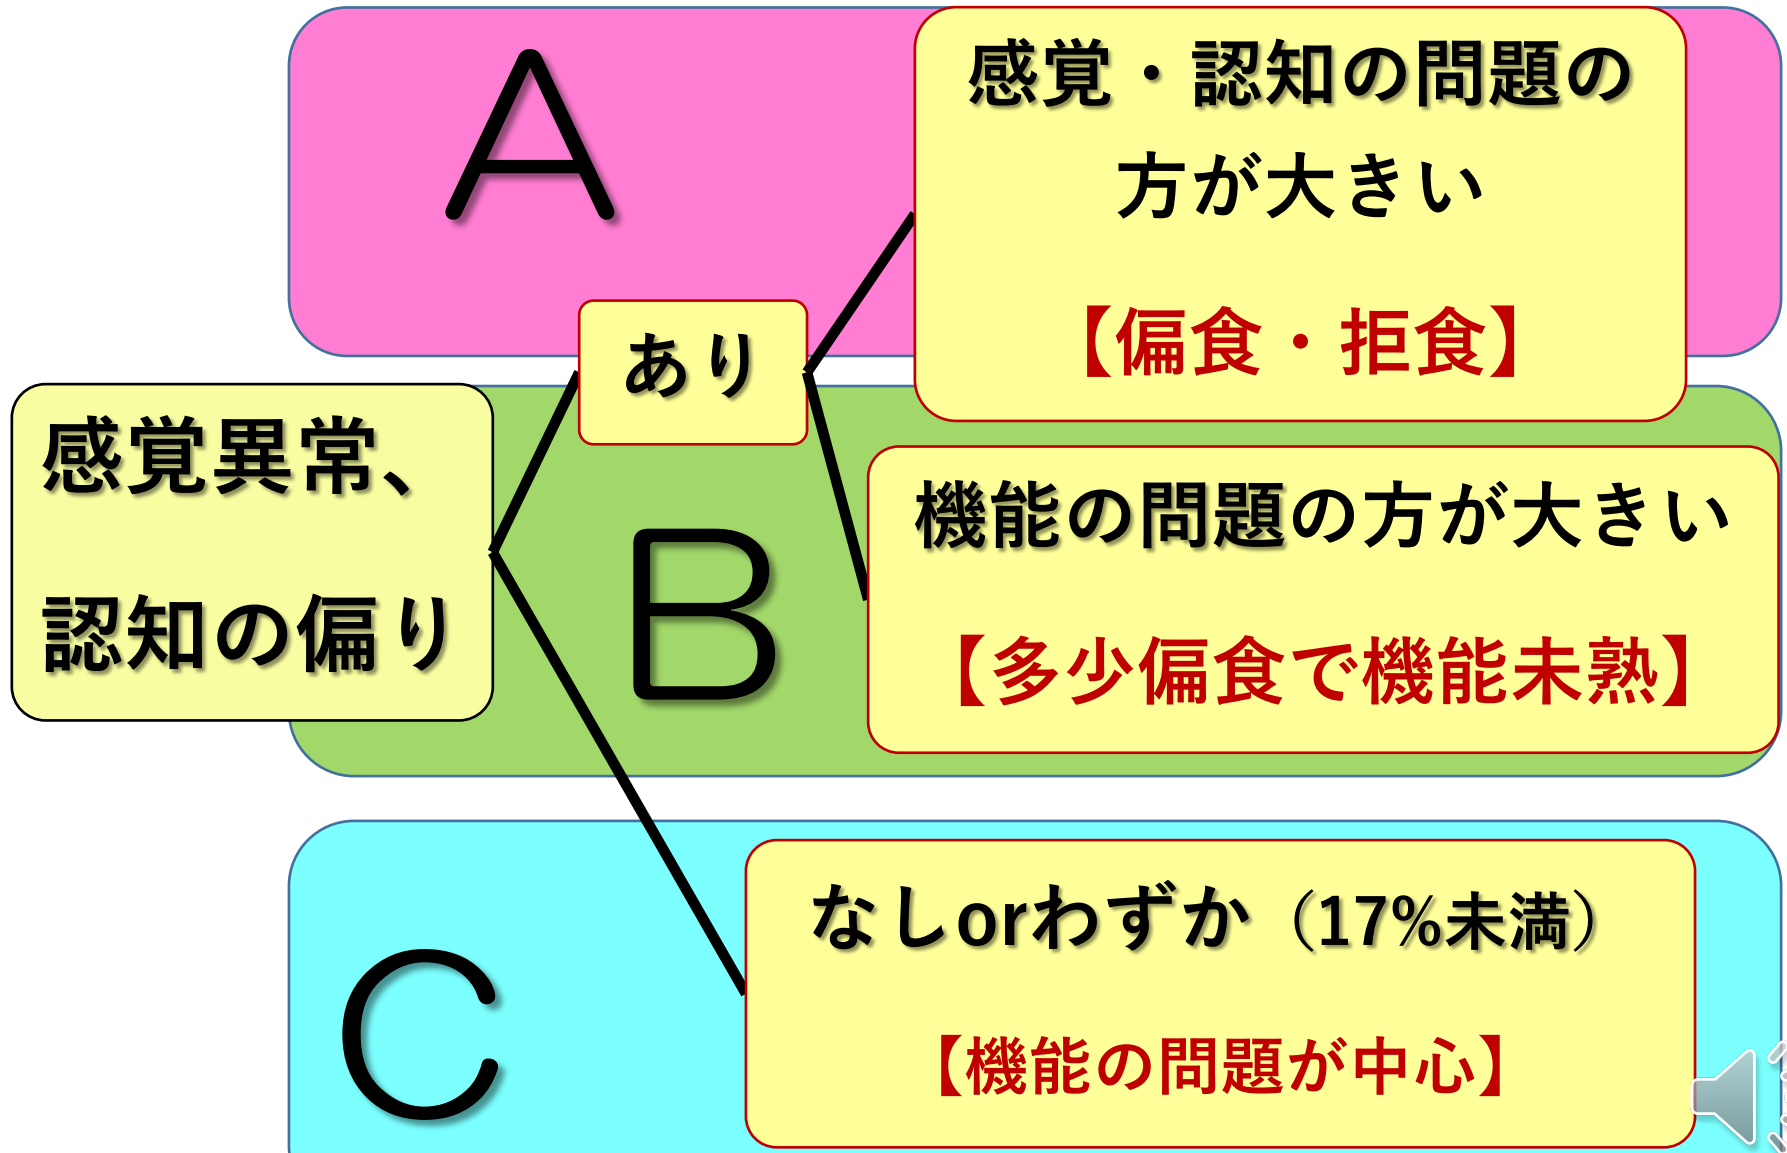 A
感覚・認知の問題の
方が大きい
【偏食・拒食】
あり
感覚異常、
認知の偏り
B
機能の問題の方が大きい
【多少偏食で機能未熟】
C
なしorわずか（17%未満）
【機能の問題が中心】